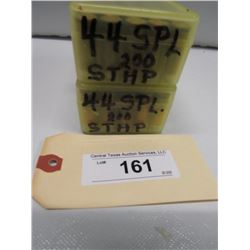 44 SPL
200
STHP
44 SPL.
200
STHP
Central Texas Auction Services, LLC
LOT#
161